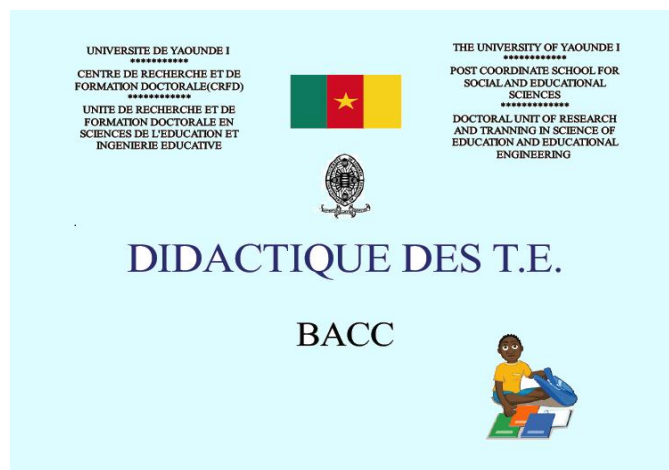 UNIVERSITE DE YAOUNDE I
************
CENTRE DE RECHERCHE ET DE
FORMATION DOCTORALE(CRFD)
************
UNITE DE RECHERCHE ET DE
FORMATION DOCTORALE EN
SCIENCES DE L'EDUCATION ET
INGENIERIE EDUCATIVE
THE UNIVERSITY OF YAOUNDE I
************
POST COORDINATE SCHOOL FOR
SOCIAL AND EDUCATIONAL
SCIENCES
*************
DOCTORAL UNIT OF RESEARCH
AND TRANNING IN SCIENCE OF
EDUCATION AND EDUCATIONAL
ENGINEERING
DIDACTIQUE DES T.E.
BACC